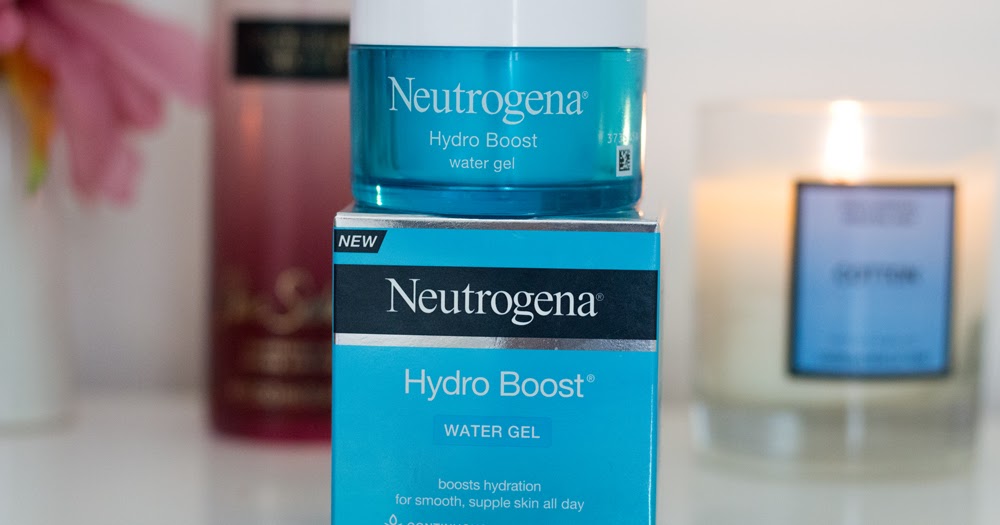 Neutrogena®
Hydro Boost
water gel
NEW
Neutrogena®
Hydro Boost®
WATER GEL
boosts hydration
for smooth, supple skin all day
COTTON